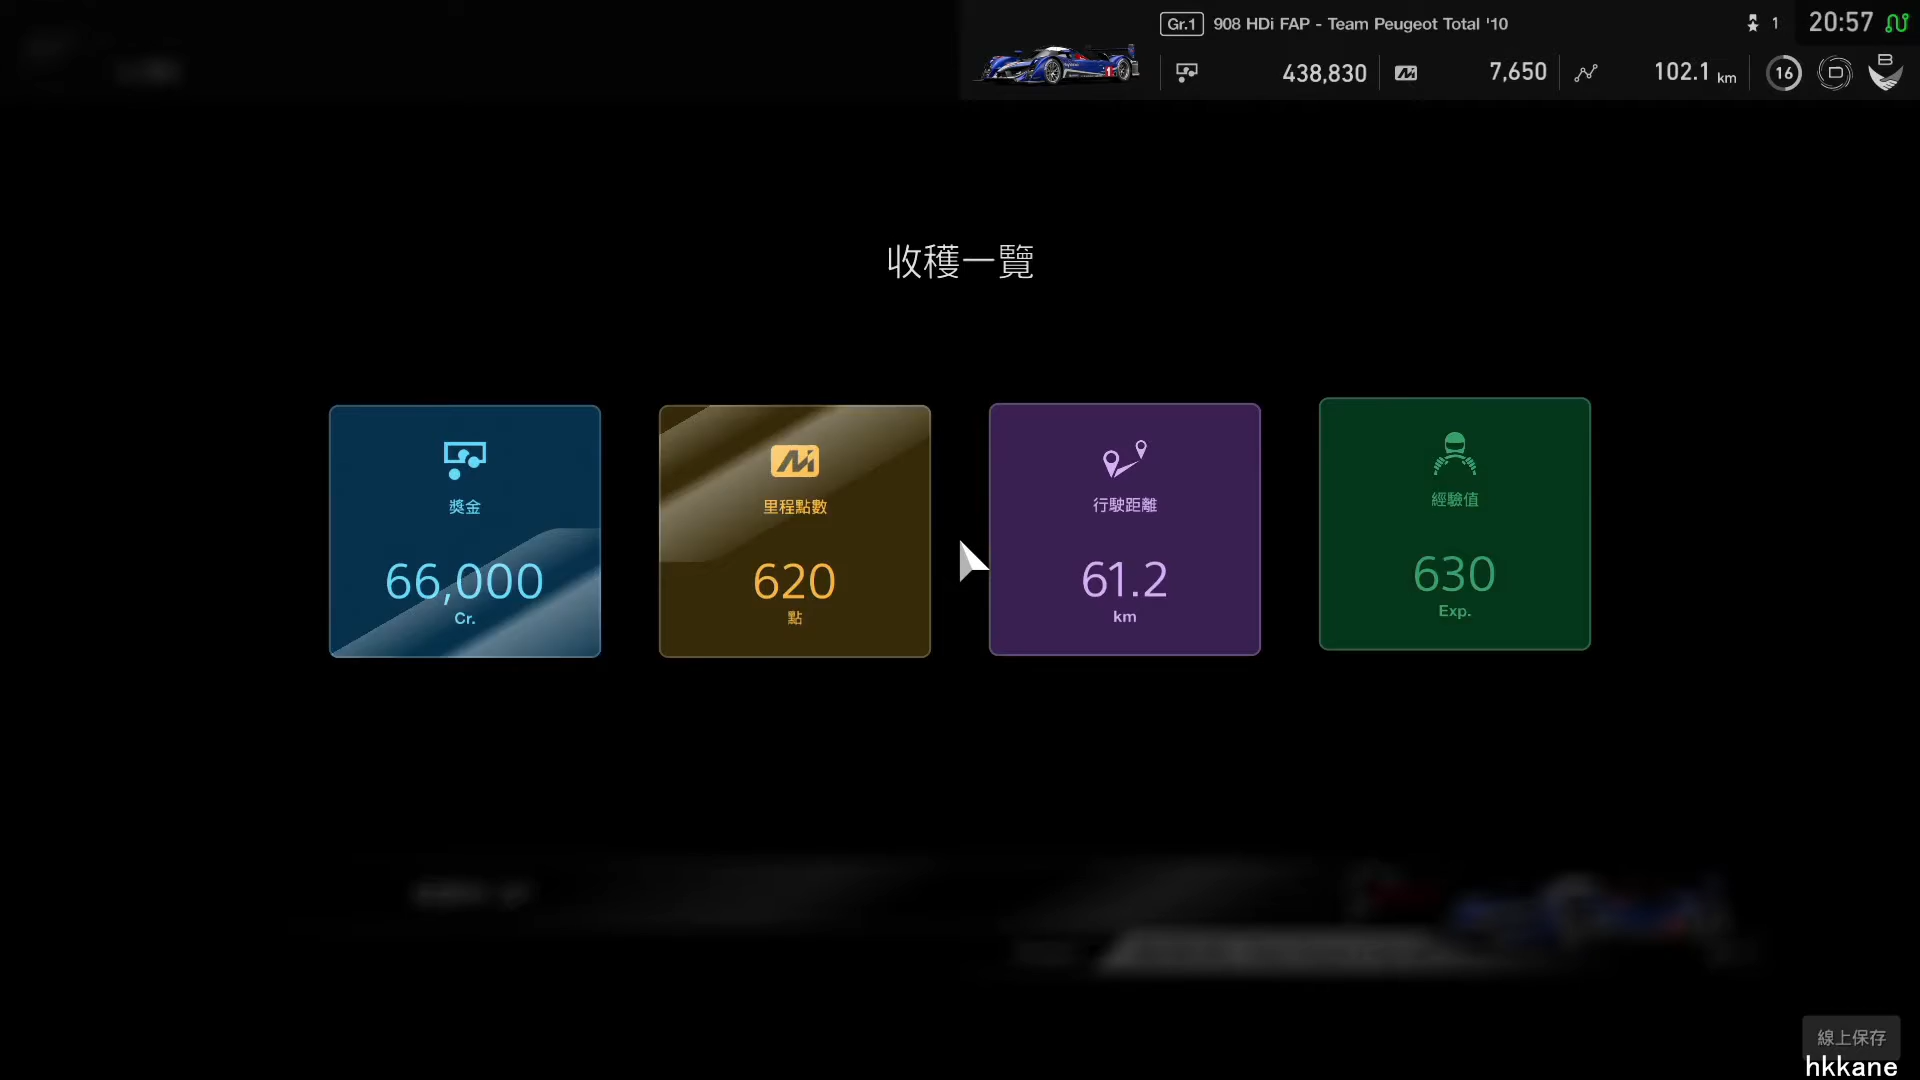 Gr.1 908 HDi FAP - Team Peugeot Total '10
1
20:57
438,830
7,650
102.1 km
16
D
B
收穫一覽
獎金
66,000
Cr.
里程點數
620
點
行駛距離
61.2
km
經驗值
630
Exp.
線上保存
hkkane